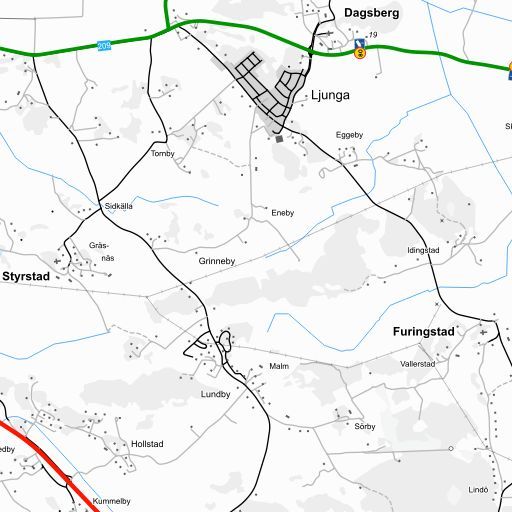 Dagsberg
19
209
Ljunga
Eggeby
Tornby
Sidkälla
Eneby
Gräs-
näs
Idingstad
Grinneby
Styrstad
Furingstad
Vallerstad
Malm
Lundby
Sörby
Hollstad
Lindö
Kummelby